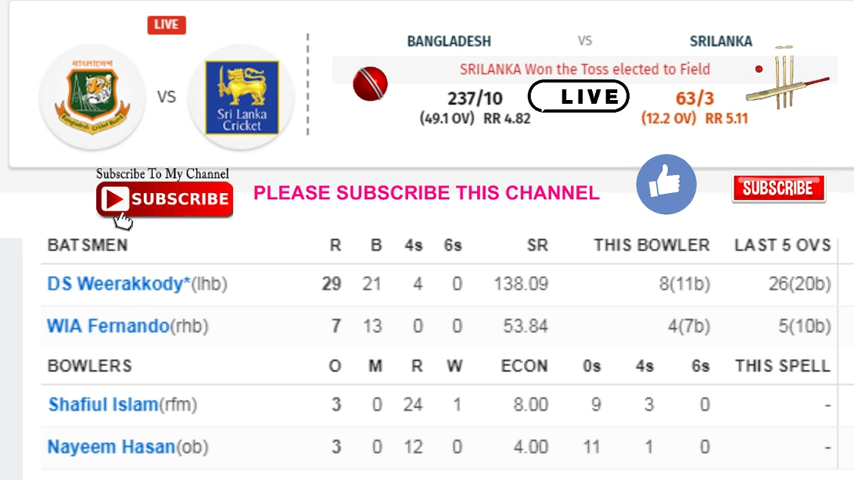 LIVE
BANGLADESH VS SRILANKA
SRILANKA Won the Toss elected to Field
237/10 LIVE 63/3
(49.1 OV) RR 4.82 (12.2 OV) RR 5.11
বাংলাদেশ
VS
Bangladesh Cricket Board
Sri Lanka
Cricket
Subscribe To My Channel
SUBSCRIBE
PLEASE SUBSCRIBE THIS CHANNEL
SUBSCRIBE
BATSMEN R B 4s 6s SR THIS BOWLER LAST 5 OVS
DS Weerakkody*(lhb) 29 21 4 0 138.09 8(11b) 26(20b)
WIA Fernando(rhb) 7 13 0 0 53.84 4(7b) 5(10b)
BOWLERS O M R W ECON 0s 4s 6s THIS SPELL
Shafiul Islam(rfm) 3 0 24 1 8.00 9 3 0 -
Nayeem Hasan(ob) 3 0 12 0 4.00 11 1 0 -